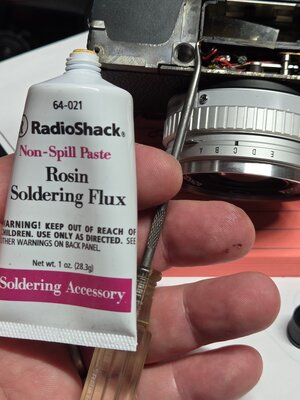 64-021
RadioShack®
Non-Spill Paste
Rosin
Soldering Flux
WARNING! KEEP OUT OF REACH OF
CHILDREN. USE ONLY AS DIRECTED. SEE
OTHER WARNINGS ON BACK PANEL.
Net wt. 1 oz. (28.3g)
Soldering Accessory
E D C C B A